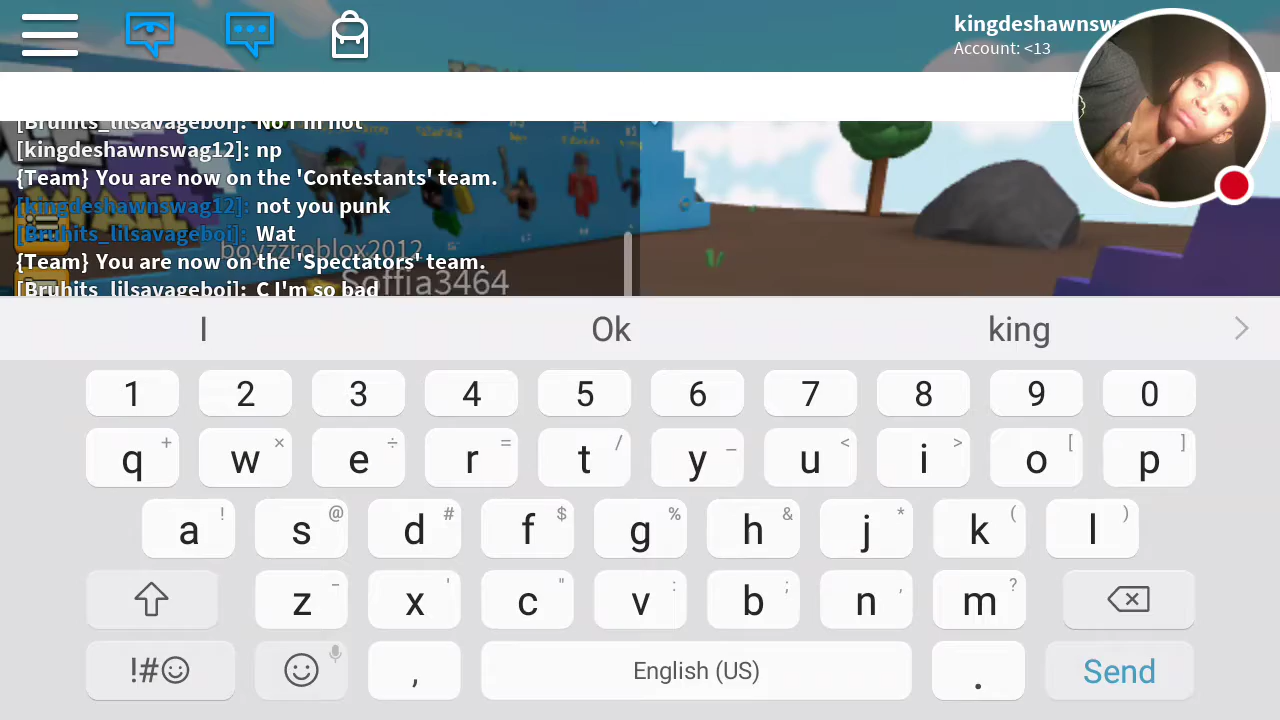 kingdeshawnswa
Account: <13
[Bruhits_lilsavageboi]: No I'm not
[kingdeshawnswag12]: np
{Team} You are now on the 'Contestants' team.
[kingdeshawnswag12]: not you punk
[Bruhits_lilsavageboi]: Wat
boyzzroblox2012
{Team} You are now on the 'Spectators' team.
Soffia3464
[Bruhits_lilsavageboi]: C I'm so bad
I Ok king
1 2 3 4 5 6 7 8 9 0
q + w × e ÷ r = t / y _ u < i > o [ p ]
a ! s @ d # f $ g % h & j * k ( l )
z - x ' c " v : b ; n , m ?
!#☺ , English (US) . Send